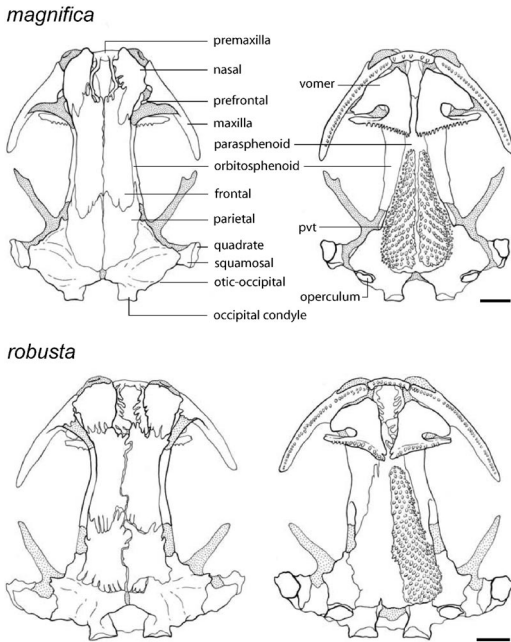 magnifica
premaxilla
nasal
prefrontal
vomer
maxilla
parasphenoid
orbitosphenoid
frontal
parietal
pvt
quadrate
squamosal
otic-occipital
operculum
occipital condyle
robusta